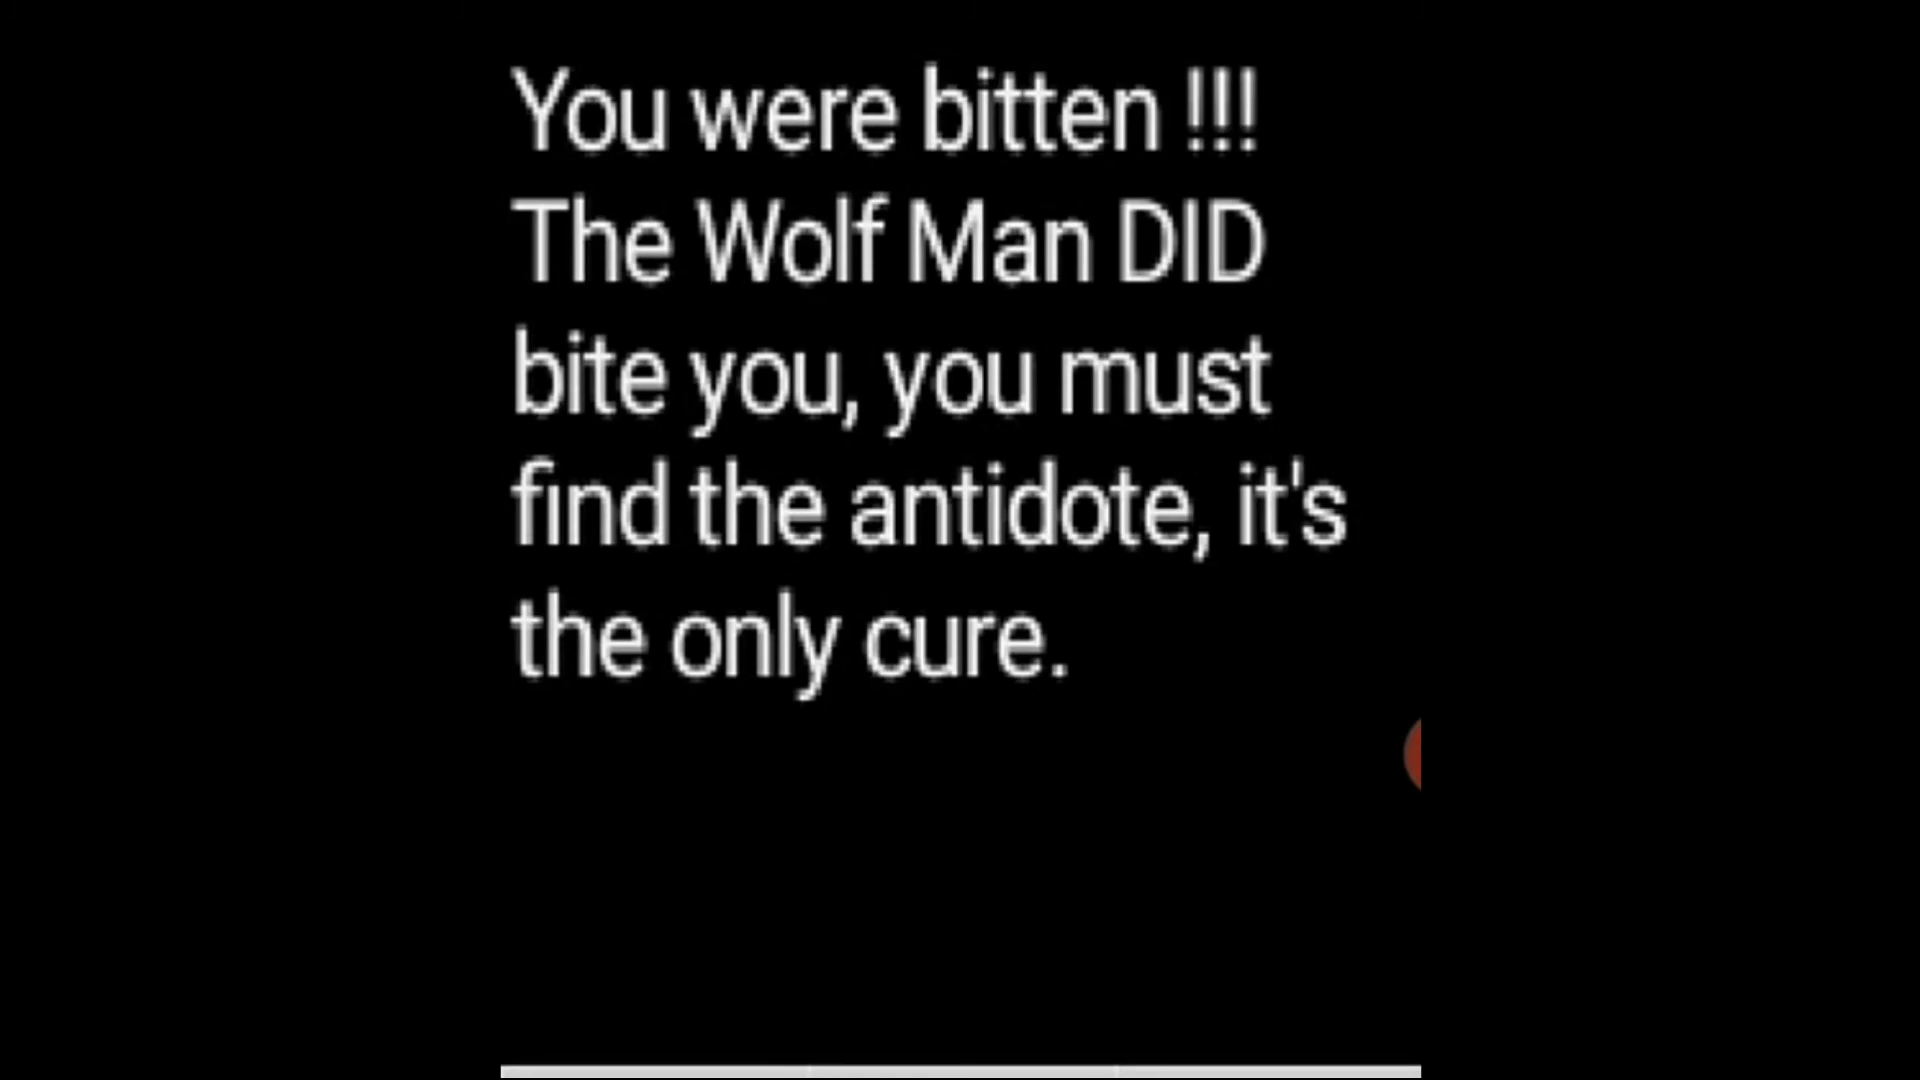 You were bitten !!!
The Wolf Man DID
bite you, you must
find the antidote, it's
the only cure.